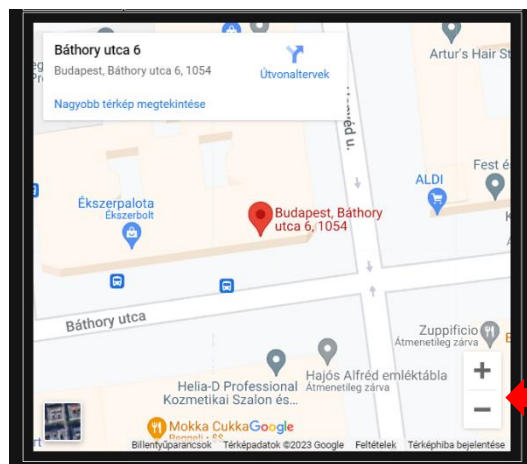 Báthory utca 6
Budapest, Báthory utca 6, 1054
Útvonaltervek
Nagyobb térkép megtekintése
Artur's Hair St
Fest é
ALDI
Ékszerpalota
Ékszerbolt
Budapest, Báthory
utca 6, 1054
Báthory utca
Zuppificio
Átmenetileg zárva
Hajós Alfréd emléktábla
Átmenetileg zárva
Helia-D Professional
Kozmetikai Szalon és...
Mokka Cukka
Google
Reggeli • $$
Billentyűparancsok Térképadatok ©2023 Google Feltételek Térképhiba bejelentése
+
−